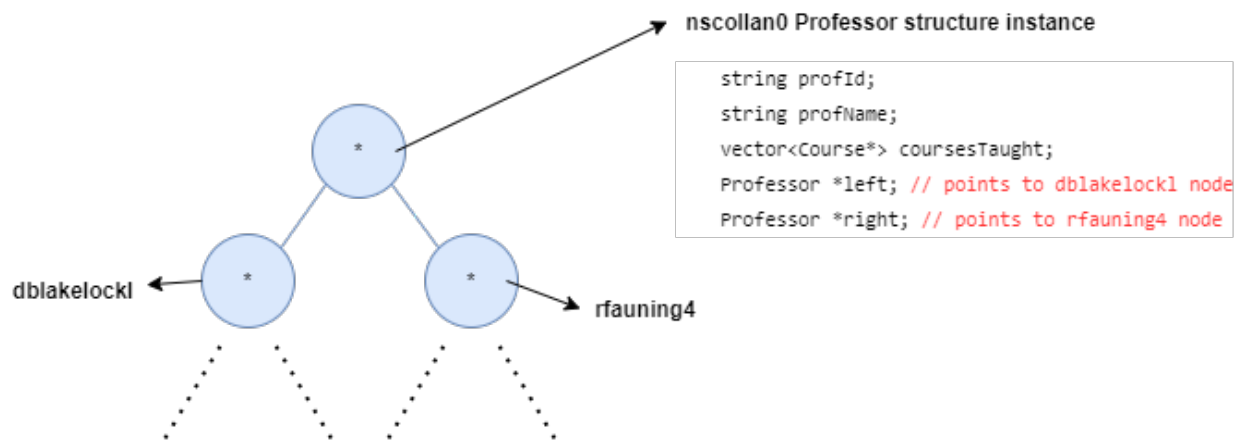 nscollan0 Professor structure instance
string profId;
string profName;
vector<Course*> coursesTaught;
Professor *left; // points to dblakelockl node
Professor *right; // points to rfauning4 node
*
*
*
dblakelockl
rfauning4